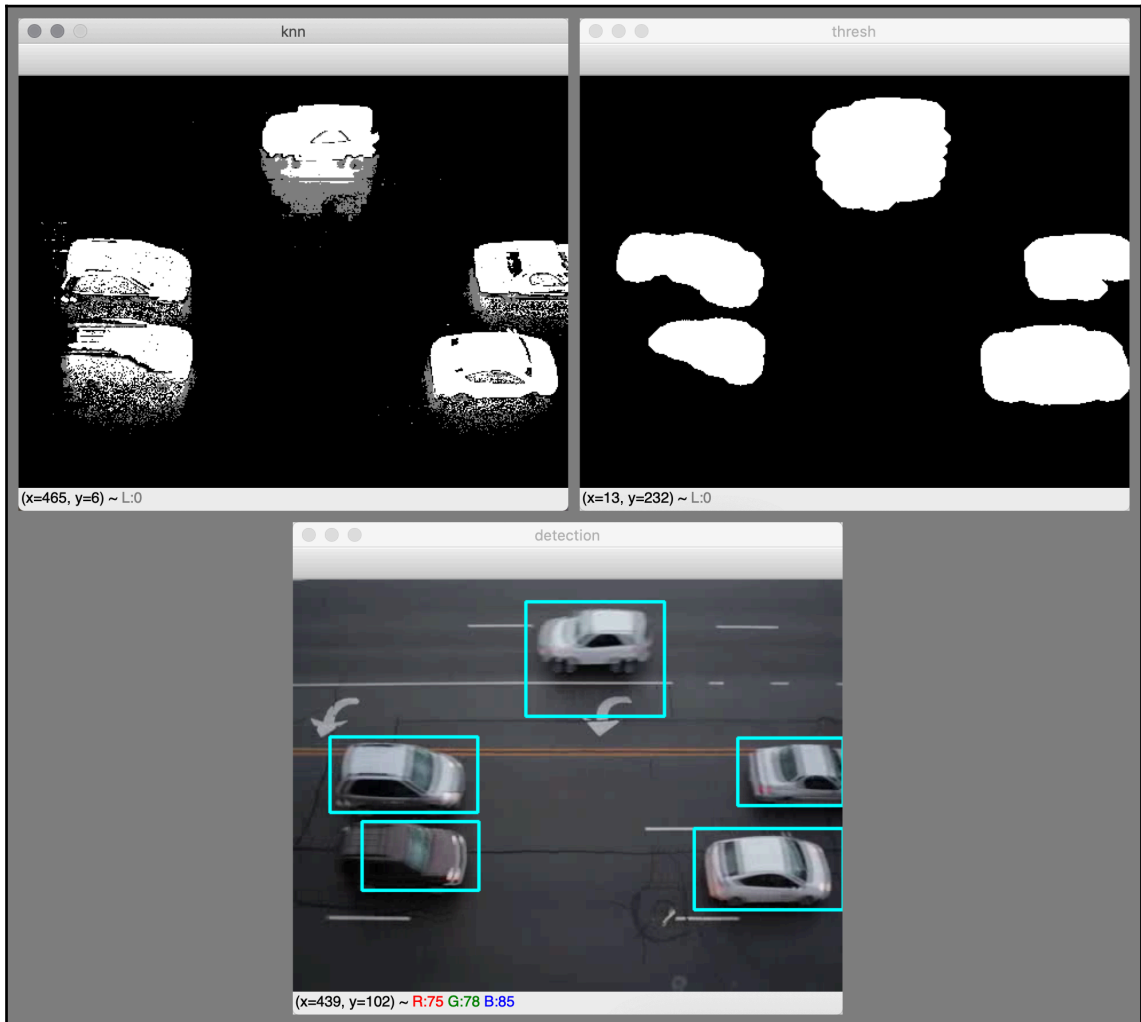 knn
thresh
(x=465, y=6) ~ L:0
(x=13, y=232) ~ L:0
detection
(x=439, y=102) ~ R:75 G:78 B:85